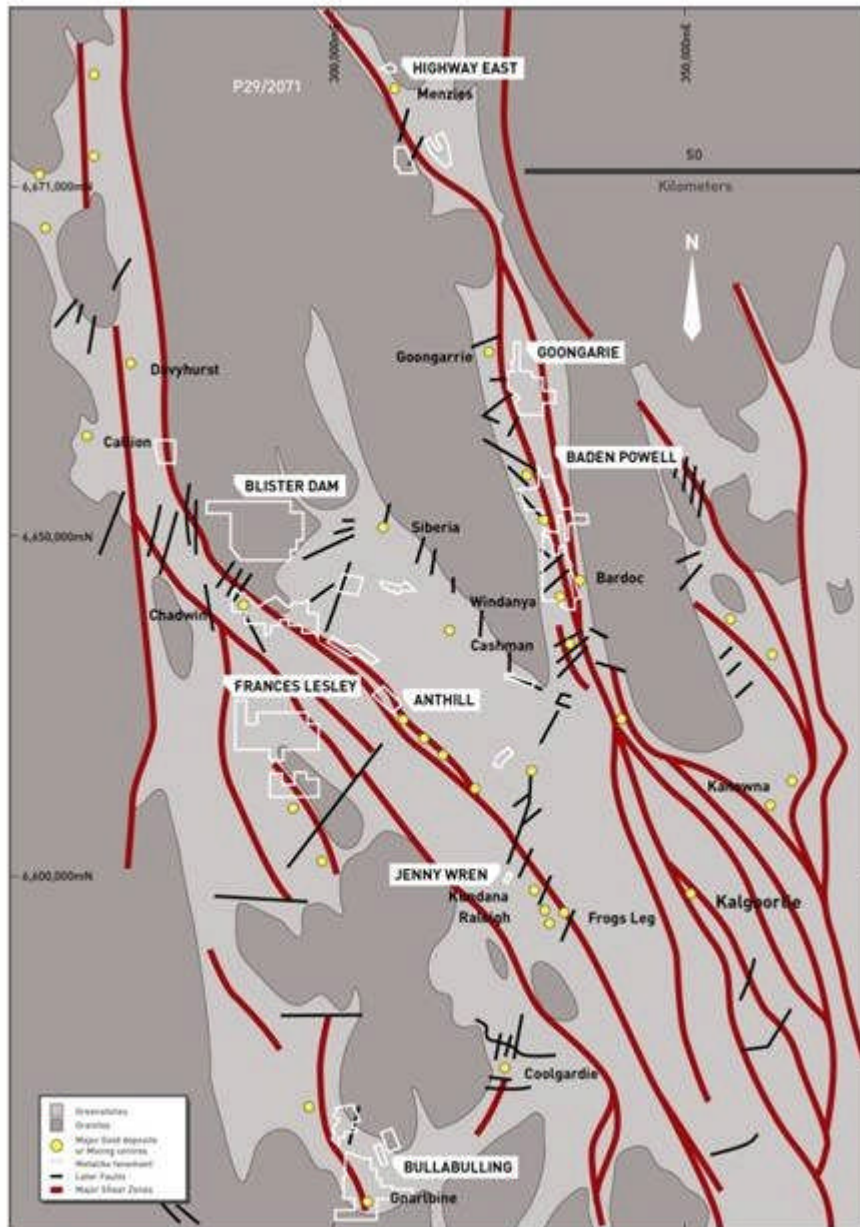 300,000mE
350,000mE
HIGHWAY EAST
P29/2071
Menzies
50
Kilometers
6,671,000mN
N
Goongarrie
GOONGARIE
Davyhurst
Callion
BADEN POWELL
BLISTER DAM
Siberia
6,650,000mN
Bardoc
Windanya
Chadwin
Cashman
FRANCES LESLEY
ANTHILL
Kanowna
6,600,000mN
JENNY WREN
Kundana
Kalgoorlie
Raleigh
Frogs Leg
Coolgardie
Greenstones
Granites
Major Gold deposits
w/ Mining centres
Metaliko tenement
Later Faults
Major Shear Zones
BULLABULLING
Gnarlbine